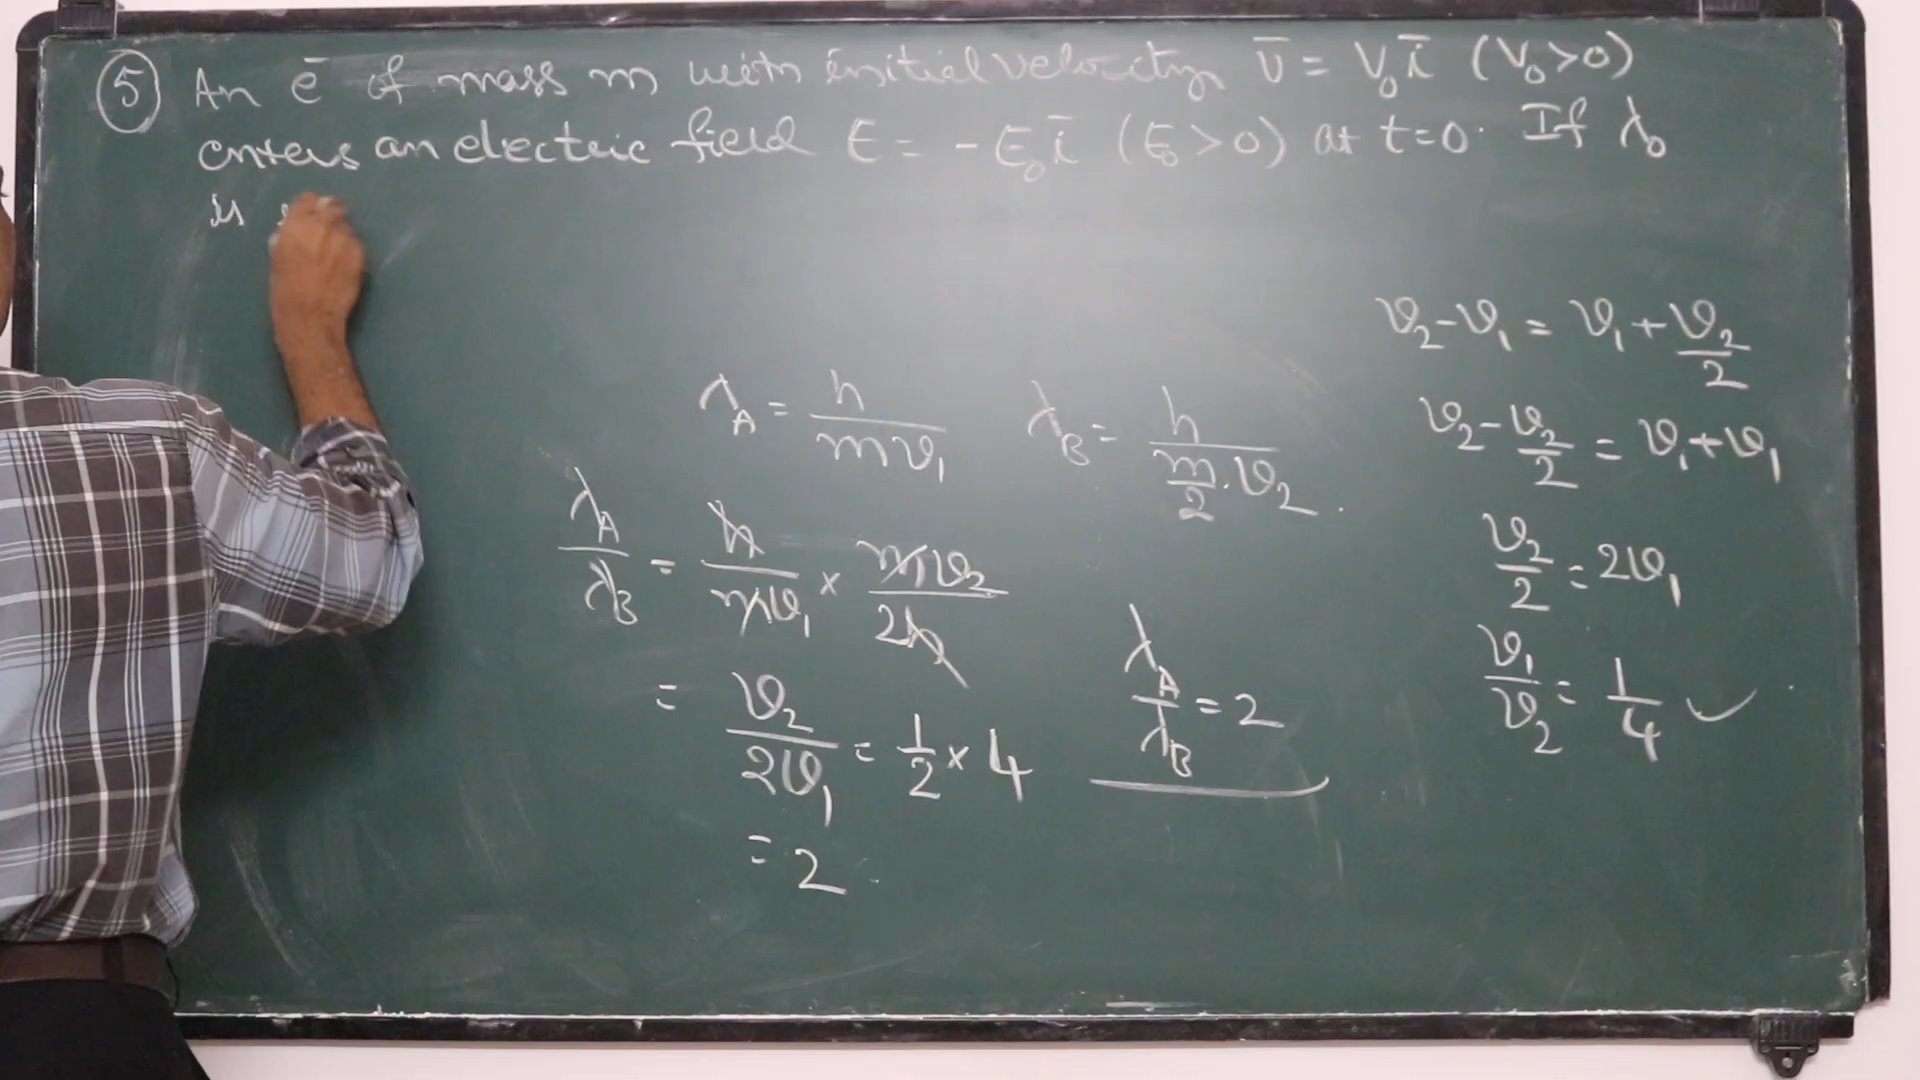 ⑤ An e⁻ of mass m with initial velocity v̄ = V₀ī (V₀>0)
enters an electric field E = -E₀ī (E₀>0) at t=0. If λ₀
is
λ_A = h/(mv₁) λ_B = h/((m/2)·v₂).
λ_A/λ_B = h/(mv₁) × mv₂/(2h)
= v₂/(2v₁) = 1/2 × 4
= 2.
λ_A/λ_B = 2
v₂-v₁ = v₁+v₂/2
v₂-v₂/2 = v₁+v₁
v₂/2 = 2v₁
v₁/v₂ = 1/4 ✓